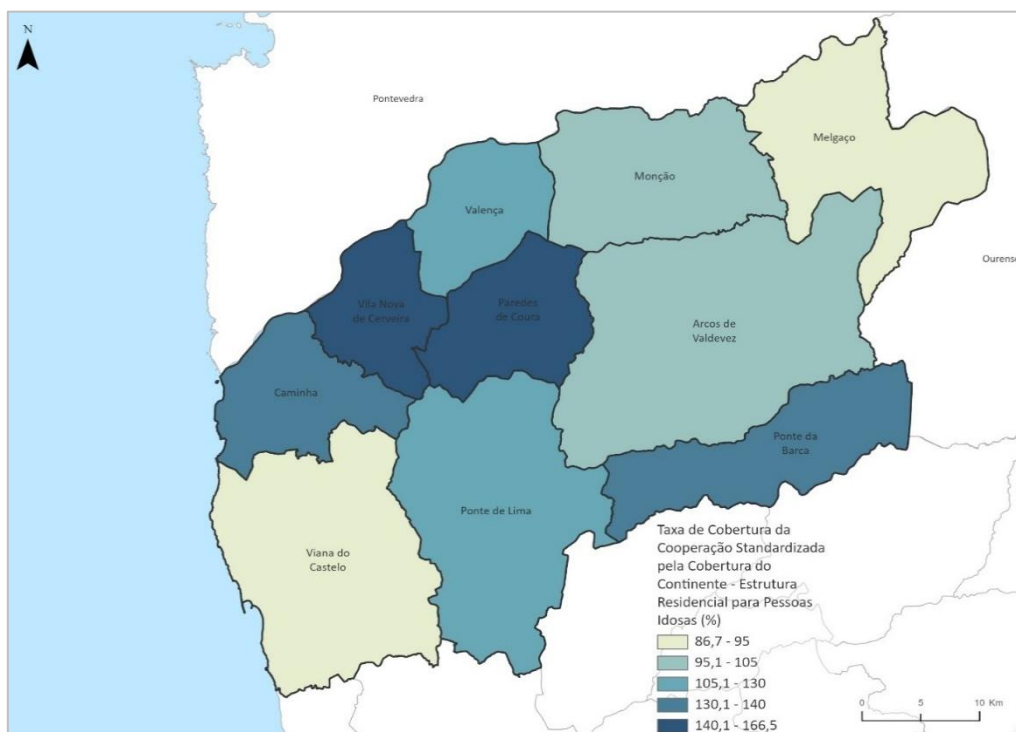 N
Pontevedra
Melgaço
Monção
Valença
Ourense
Vila Nova
de Cerveira
Paredes
de Coura
Arcos de
Valdevez
Caminha
Ponte da
Barca
Ponte de Lima
Viana do
Castelo
Taxa de Cobertura da
Cooperação Standardizada
pela Cobertura do
Continente - Estrutura
Residencial para Pessoas
Idosas (%)
86,7 - 95
95,1 - 105
105,1 - 130
130,1 - 140
140,1 - 166,5
0 5 10 Km